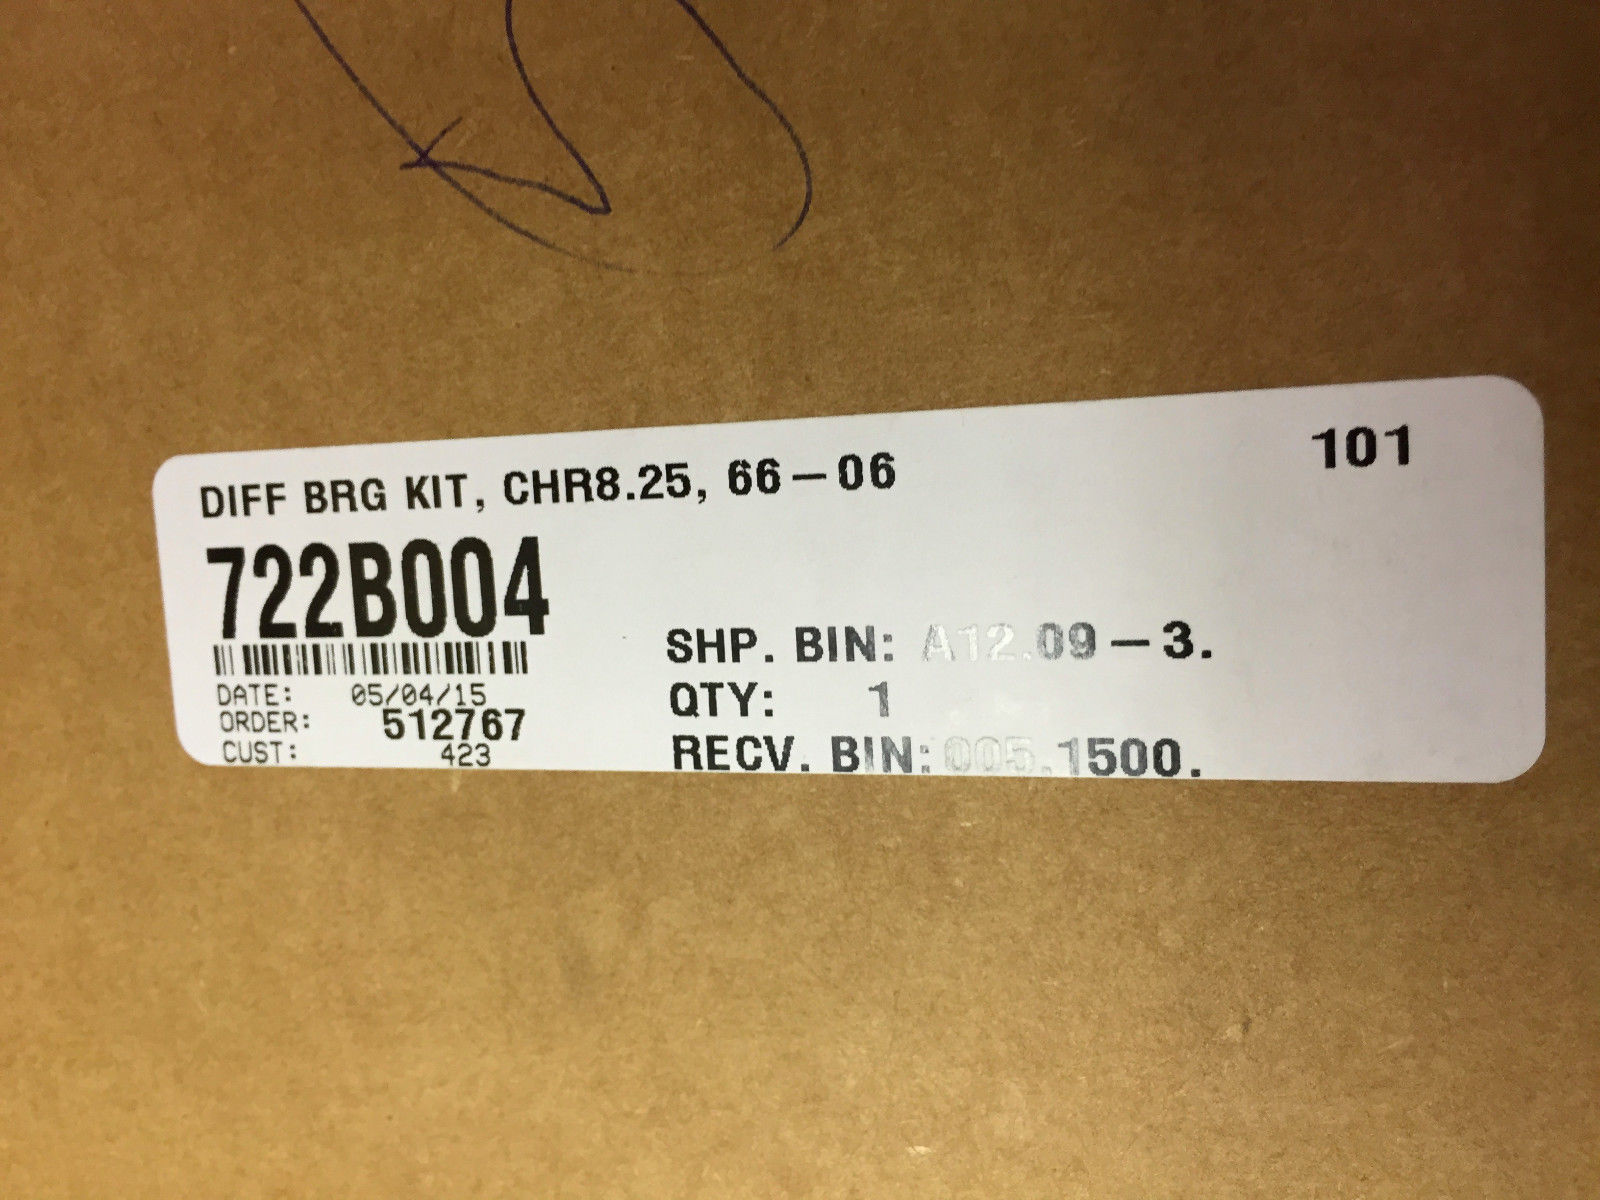 101
DIFF BRG KIT, CHR8.25, 66-06
722B004
SHP. BIN: A12.09-3.
DATE: 05/04/15
QTY: 1
ORDER: 512767
RECV. BIN: 005.1500.
CUST: 423